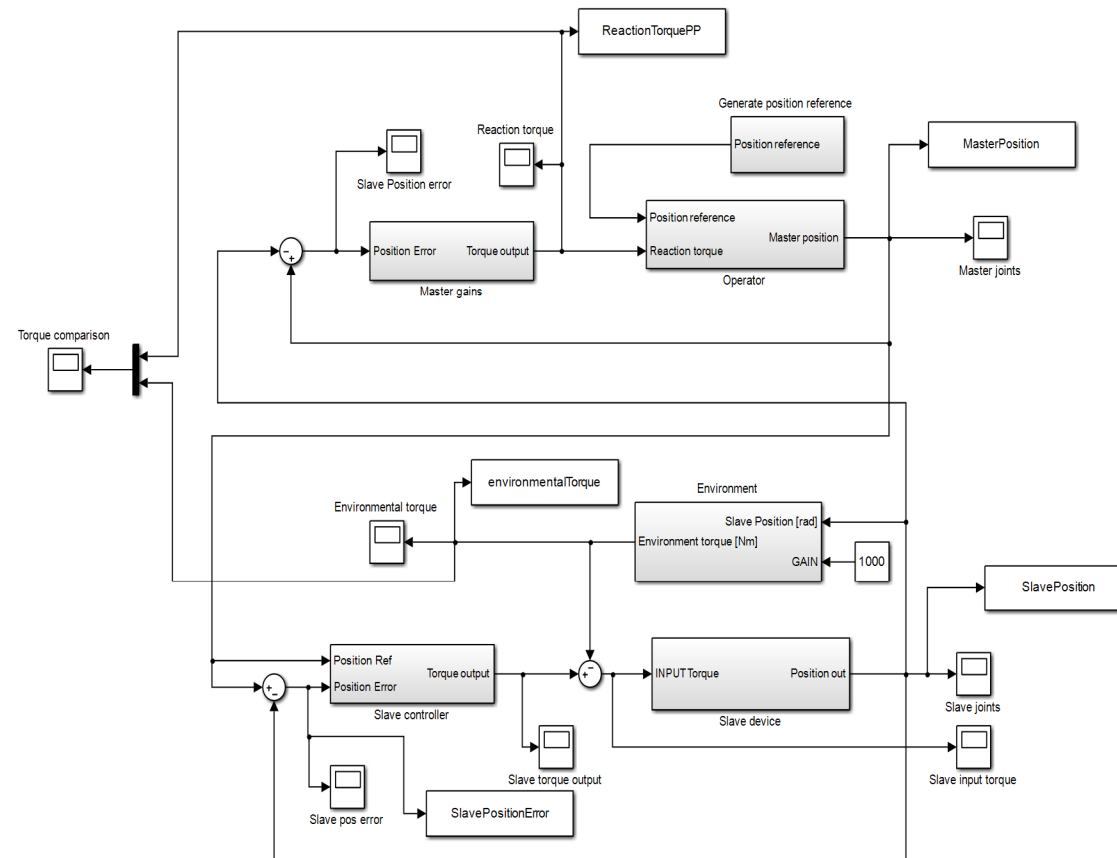 ReactionTorquePP
Generate position reference
Position reference
Reaction torque
Slave Position error
MasterPosition
Position reference
Reaction torque
Master position
Operator
Position Error
Torque output
Master gains
Master joints
-
+
Torque comparison
environmentalTorque
Environment
Environmental torque
Slave Position [rad]
Environment torque [Nm]
GAIN
1000
SlavePosition
Position Ref
Position Error
Torque output
Slave controller
+
-
+
-
INPUT Torque
Position out
Slave device
Slave joints
Slave torque output
Slave input torque
Slave pos error
SlavePositionError